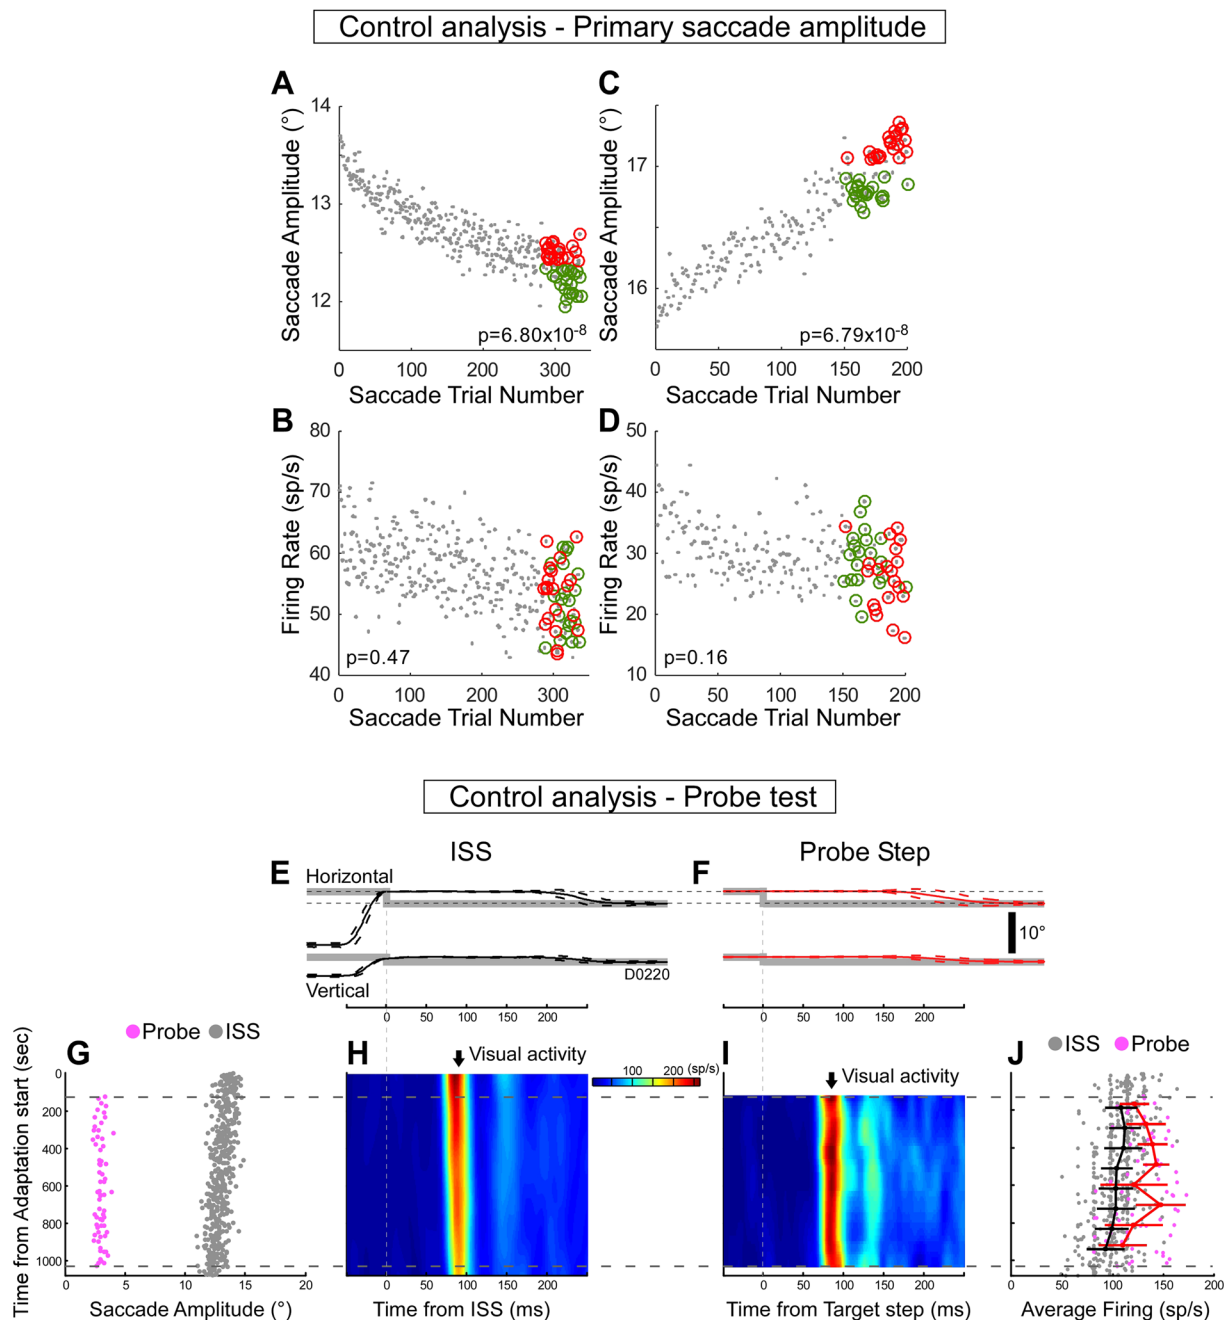 Control analysis - Primary saccade amplitude
A
Saccade Amplitude (°)
14
13
12
p=6.80x10-8
0 100 200 300
Saccade Trial Number
C
Saccade Amplitude (°)
17
16
p=6.79x10-8
0 50 100 150 200
Saccade Trial Number
B
Firing Rate (sp/s)
80
70
60
50
40
p=0.47
0 100 200 300
Saccade Trial Number
D
Firing Rate (sp/s)
50
40
30
20
10
p=0.16
0 50 100 150 200
Saccade Trial Number
Control analysis - Probe test
E
ISS
Horizontal
Vertical
D0220
0 50 100 150 200
F
Probe Step
10°
0 50 100 150 200
Probe ISS
G
Time from Adaptation start (sec)
0
200
400
600
800
1000
0 5 10 15 20
Saccade Amplitude (°)
H
Visual activity
100 200 (sp/s)
0 50 100 150 200
Time from ISS (ms)
I
Visual activity
0 50 100 150 200
Time from Target step (ms)
J
ISS Probe
0 50 100 150 200
Average Firing (sp/s)